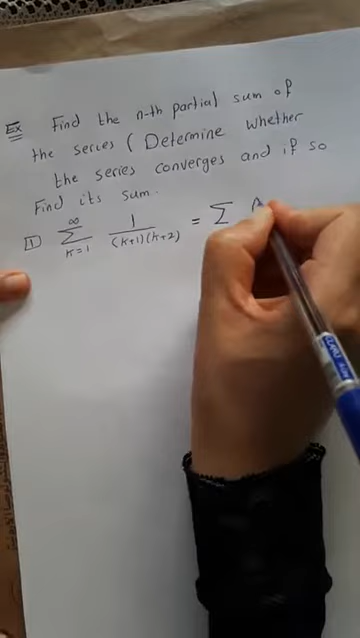 Ex Find the n-th partial sum of
the series ( Determine whether
the series converges and if so
Find its sum.
1 ∞ ∑ k=1 1/(k+1)(k+2) = ∑ A